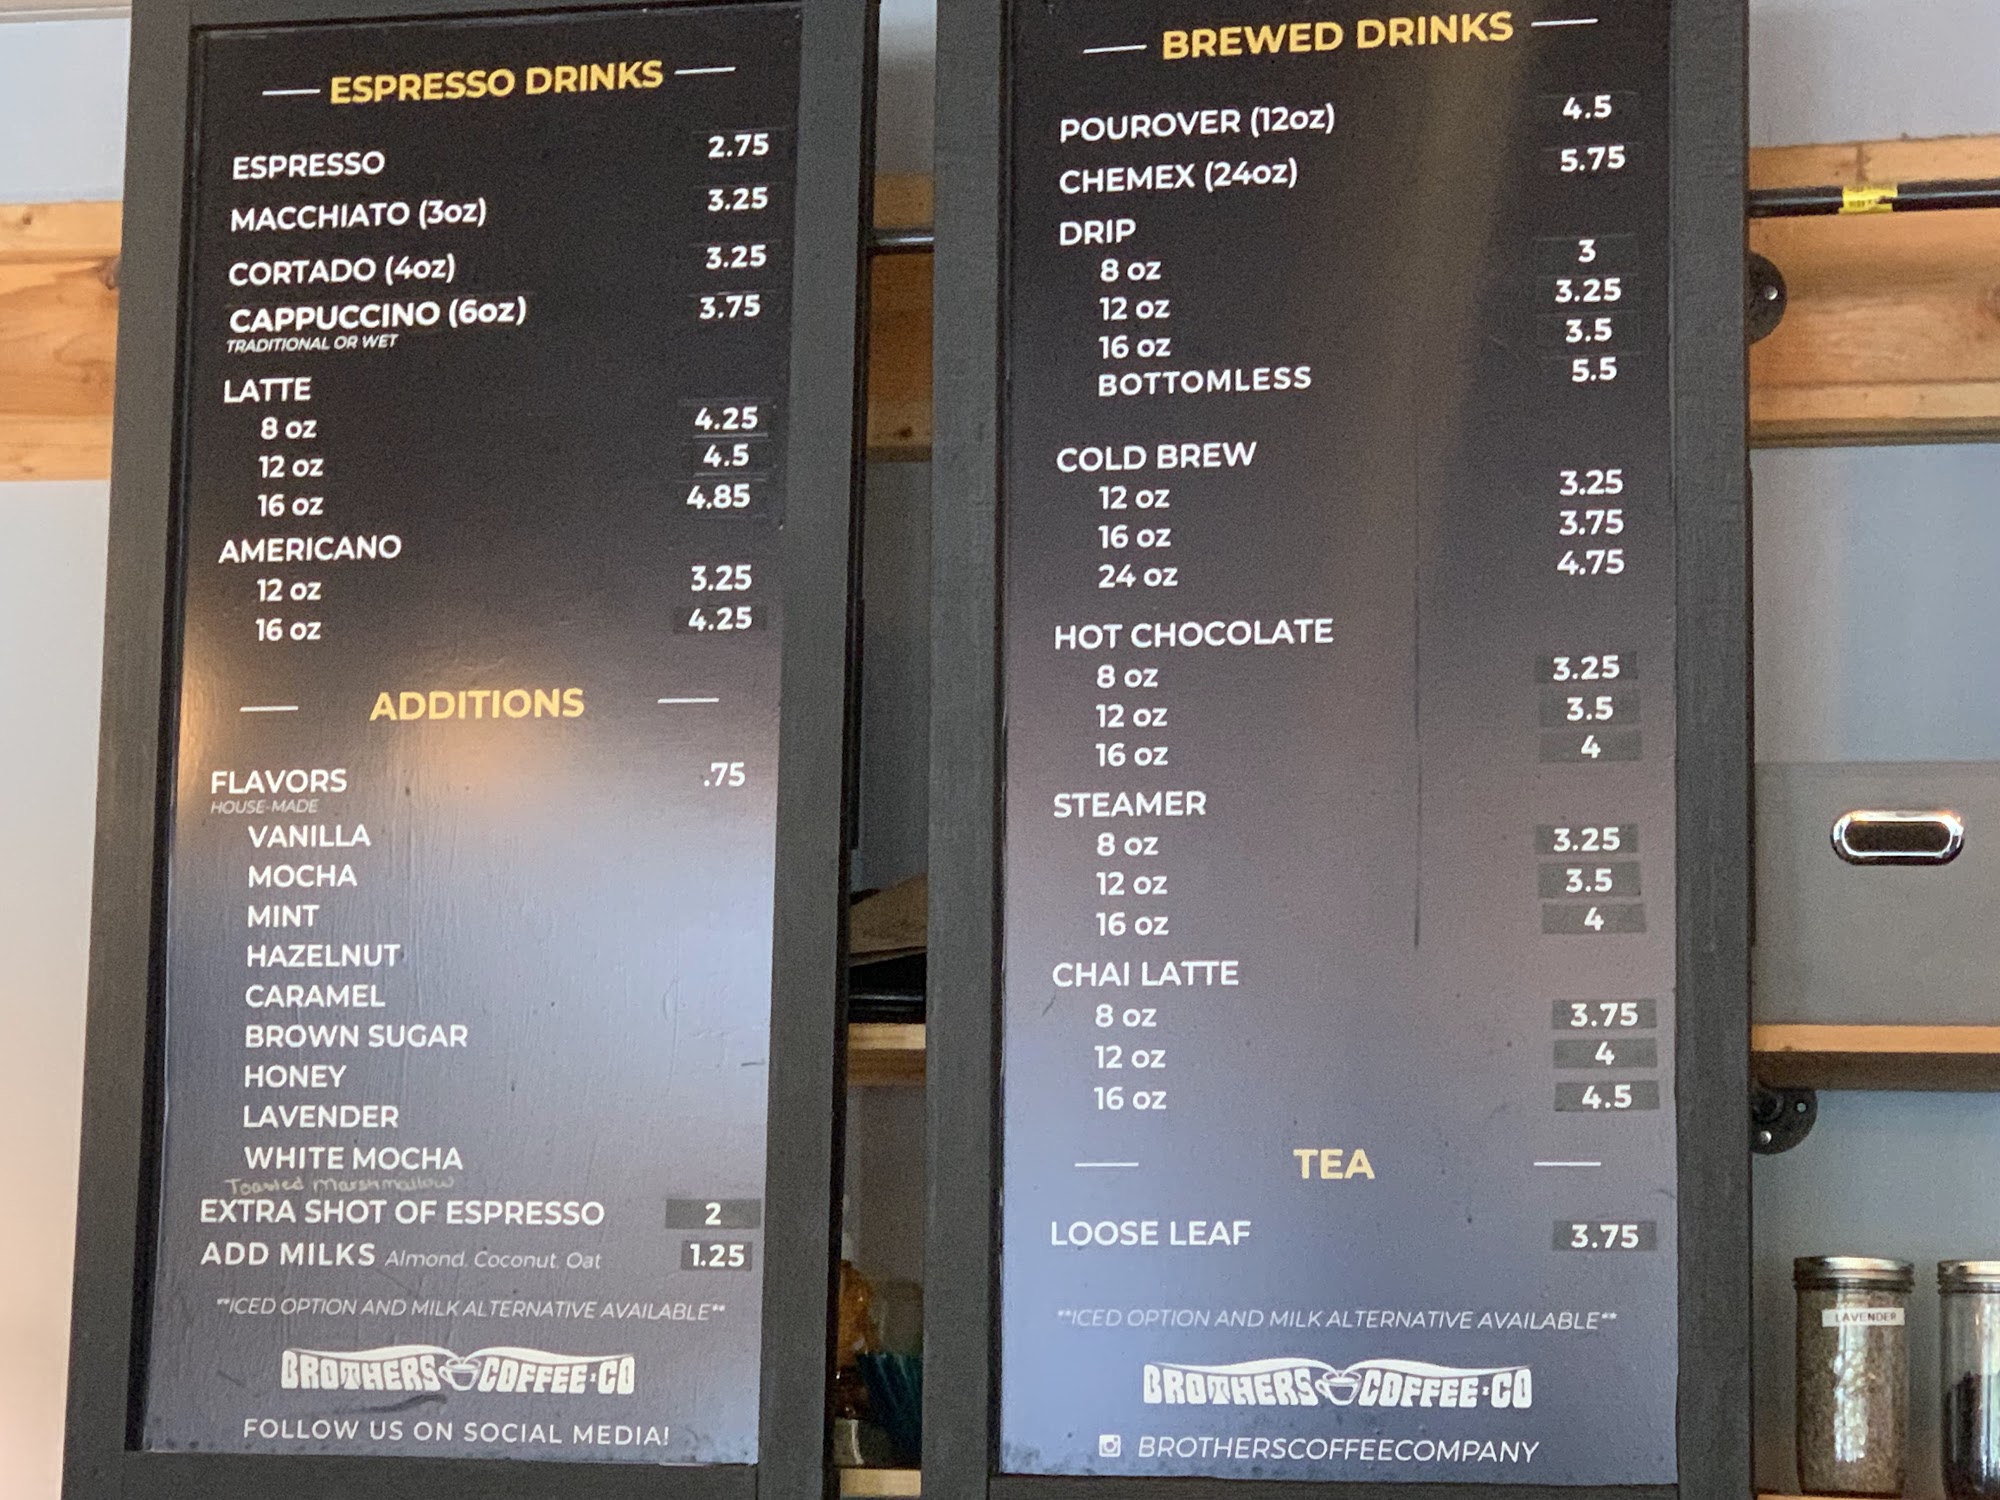 ESPRESSO DRINKS
ESPRESSO 2.75
MACCHIATO (3oz) 3.25
CORTADO (4oz) 3.25
CAPPUCCINO (6oz) 3.75
TRADITIONAL OR WET
LATTE
8 oz 4.25
12 oz 4.5
16 oz 4.85
AMERICANO
12 oz 3.25
16 oz 4.25
ADDITIONS
FLAVORS .75
HOUSE-MADE
VANILLA
MOCHA
MINT
HAZELNUT
CARAMEL
BROWN SUGAR
HONEY
LAVENDER
WHITE MOCHA
Toasted Marshmallow
EXTRA SHOT OF ESPRESSO 2
ADD MILKS Almond, Coconut, Oat 1.25
**ICED OPTION AND MILK ALTERNATIVE AVAILABLE**
BROTHERS COFFEE CO
FOLLOW US ON SOCIAL MEDIA!
BREWED DRINKS
POUROVER (12oz) 4.5
CHEMEX (24oz) 5.75
DRIP
8 oz 3
12 oz 3.25
16 oz 3.5
BOTTOMLESS 5.5
COLD BREW
12 oz 3.25
16 oz 3.75
24 oz 4.75
HOT CHOCOLATE
8 oz 3.25
12 oz 3.5
16 oz 4
STEAMER
8 oz 3.25
12 oz 3.5
16 oz 4
CHAI LATTE
8 oz 3.75
12 oz 4
16 oz 4.5
TEA
LOOSE LEAF 3.75
**ICED OPTION AND MILK ALTERNATIVE AVAILABLE**
BROTHERS COFFEE CO
BROTHERSCOFFEECOMPANY
LAVENDER